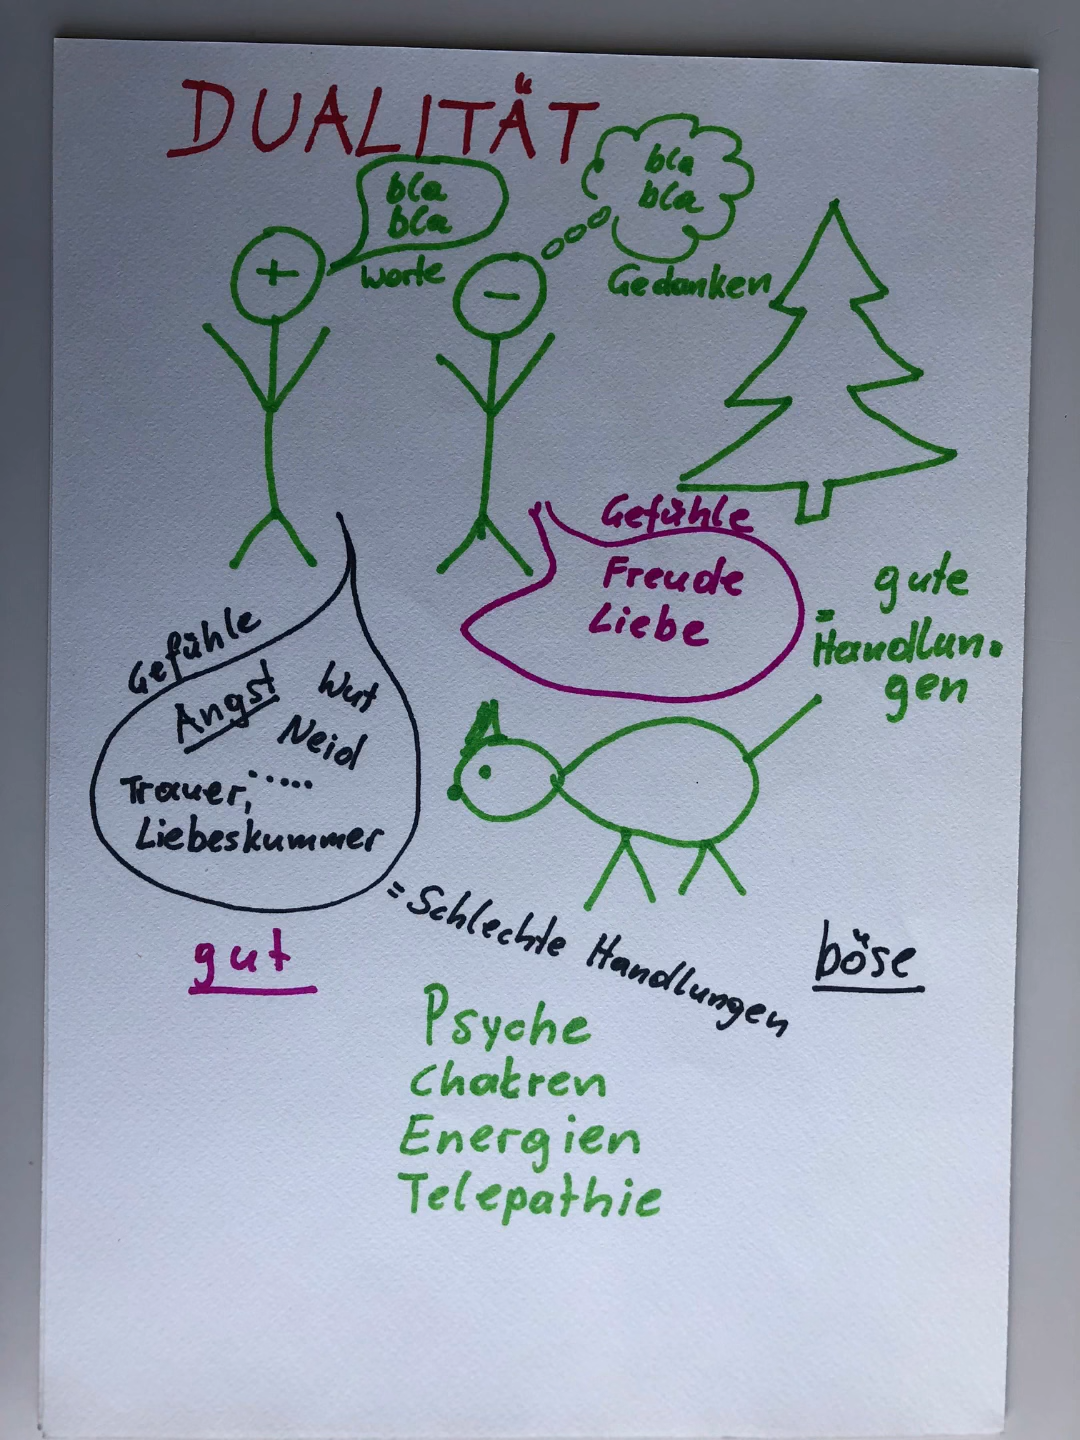 DUALITÄT
bla
bla
Worte
bla
bla
Gedanken
+
-
Gefühle
Freude
Liebe
= gute
Handlun=
gen
Gefühle
Angst
Wut
Neid
Trauer, .....
Liebeskummer
= Schlechte Handlungen
gut
böse
Psyche
Chakren
Energien
Telepathie